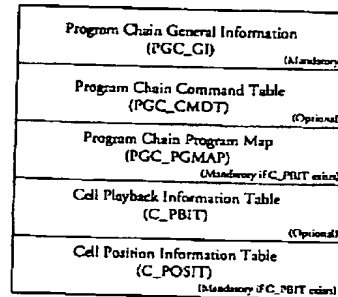 Program Chain General Information
(PGC_GI)
(Mandatory
Program Chain Command Table
(PGC_CMDT)
(Optional)
Program Chain Program Map
(PGC_PGMAP)
(Mandatory if C_PBIT exists)
Cell Playback Information Table
(C_PBIT)
(Optional)
Cell Position Information Table
(C_POSIT)
(Mandatory if C_PBIT exists)